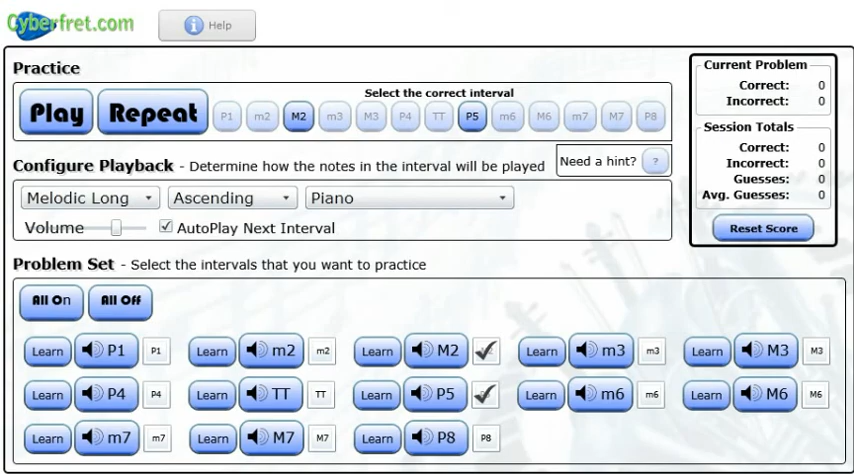 Cyberfret.com
Help
Practice
Select the correct interval
Play Repeat P1 m2 M2 m3 M3 P4 TT P5 m6 M6 m7 M7 P8
Configure Playback - Determine how the notes in the interval will be played
Need a hint? ?
Melodic Long Ascending Piano
Volume AutoPlay Next Interval
Current Problem
Correct: 0
Incorrect: 0
Session Totals
Correct: 0
Incorrect: 0
Guesses: 0
Avg. Guesses: 0
Reset Score
Problem Set - Select the intervals that you want to practice
All On All Off
Learn P1 P1 Learn m2 m2 Learn M2 Learn m3 m3 Learn M3 M3
Learn P4 P4 Learn TT TT Learn P5 Learn m6 m6 Learn M6 M6
Learn m7 m7 Learn M7 M7 Learn P8 P8